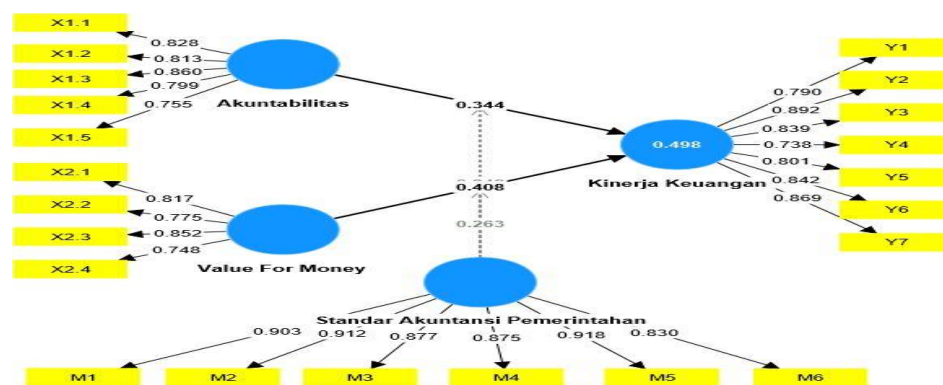 X1.1
X1.2
X1.3
X1.4
X1.5
0.828
0.813
0.860
0.799
0.755
Akuntabilitas
X2.1
X2.2
X2.3
X2.4
0.817
0.775
0.852
0.748
Value For Money
0.344
0.408
0.263
0.498
Kinerja Keuangan
0.790
0.892
0.839
0.738
0.801
0.842
0.869
Y1
Y2
Y3
Y4
Y5
Y6
Y7
Standar Akuntansi Pemerintahan
0.903
0.912
0.877
0.875
0.918
0.830
M1
M2
M3
M4
M5
M6